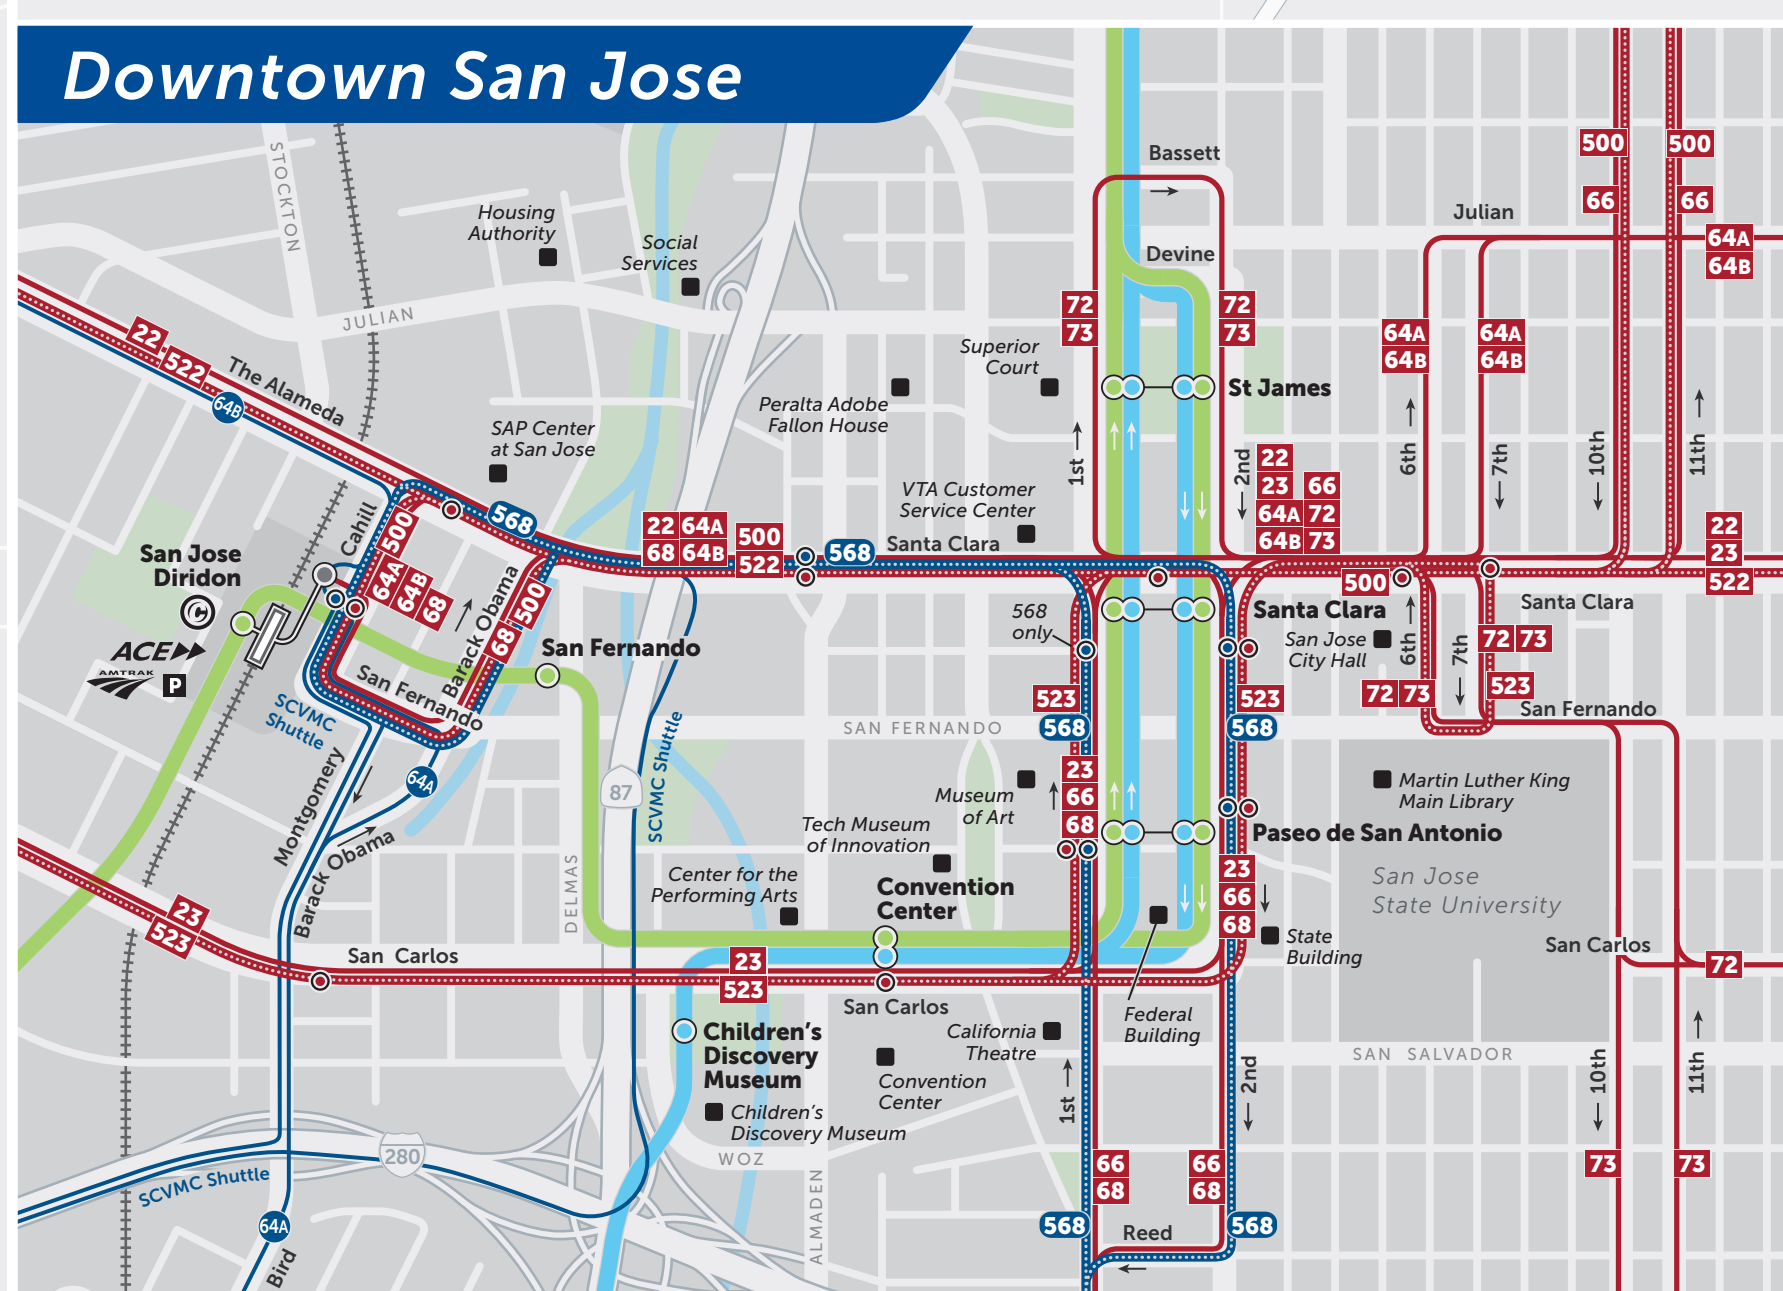 Downtown San Jose
STOCKTON
Housing
Authority
Social
Services
JULIAN
22
522
The Alameda
64B
SAP Center
at San Jose
568
Peralta Adobe
Fallon House
Superior
Court
VTA Customer
Service Center
Bassett
Devine
72
73
72
73
St James
1st
2nd
22
23
66
64A
72
64B
73
Julian
500
500
66
66
64A
64B
64A
64B
64A
64B
6th
7th
10th
11th
22
23
522
San Jose
Diridon
C
ACE
AMTRAK
P
Cahill
500
64A
64B
68
Barack Obama
500
68
San Fernando
San Fernando
SCVMC
Shuttle
22
64A
68
64B
500
522
568
Santa Clara
568
only
500
Santa Clara
Santa Clara
San Jose
City Hall
6th
7th
72
73
72
73
523
San Fernando
523
568
523
568
SAN FERNANDO
Montgomery
64A
Barack Obama
Barack Obama
87
SCVMC Shuttle
DELMAS
Museum
of Art
23
66
68
Tech Museum
of Innovation
Center for the
Performing Arts
Convention
Center
Paseo de San Antonio
Martin Luther King
Main Library
San Jose
State University
23
66
68
State
Building
San Carlos
72
23
523
San Carlos
23
523
San Carlos
Federal
Building
Children's
Discovery
Museum
Children's
Discovery Museum
California
Theatre
Convention
Center
SAN SALVADOR
1st
2nd
10th
11th
280
WOZ
ALMADEN
SCVMC Shuttle
64A
Bird
66
68
66
68
73
73
568
568
Reed